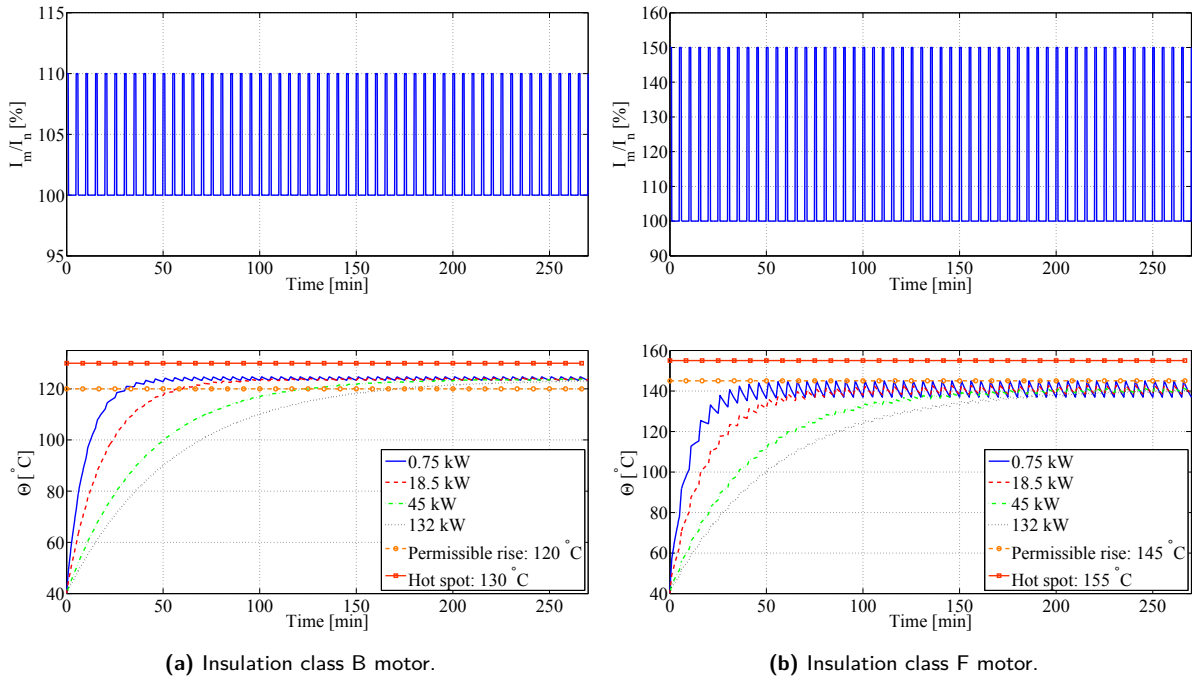 115
110
105
100
95
I_m/I_n [%]
0 50 100 150 200 250
Time [min]
160
150
140
130
120
110
100
90
I_m/I_n [%]
0 50 100 150 200 250
Time [min]
120
100
80
60
40
Θ [°C]
0.75 kW
18.5 kW
45 kW
132 kW
Permissible rise: 120 °C
Hot spot: 130 °C
0 50 100 150 200 250
Time [min]
(a) Insulation class B motor.
160
140
120
100
80
60
40
Θ [°C]
0.75 kW
18.5 kW
45 kW
132 kW
Permissible rise: 145 °C
Hot spot: 155 °C
0 50 100 150 200 250
Time [min]
(b) Insulation class F motor.